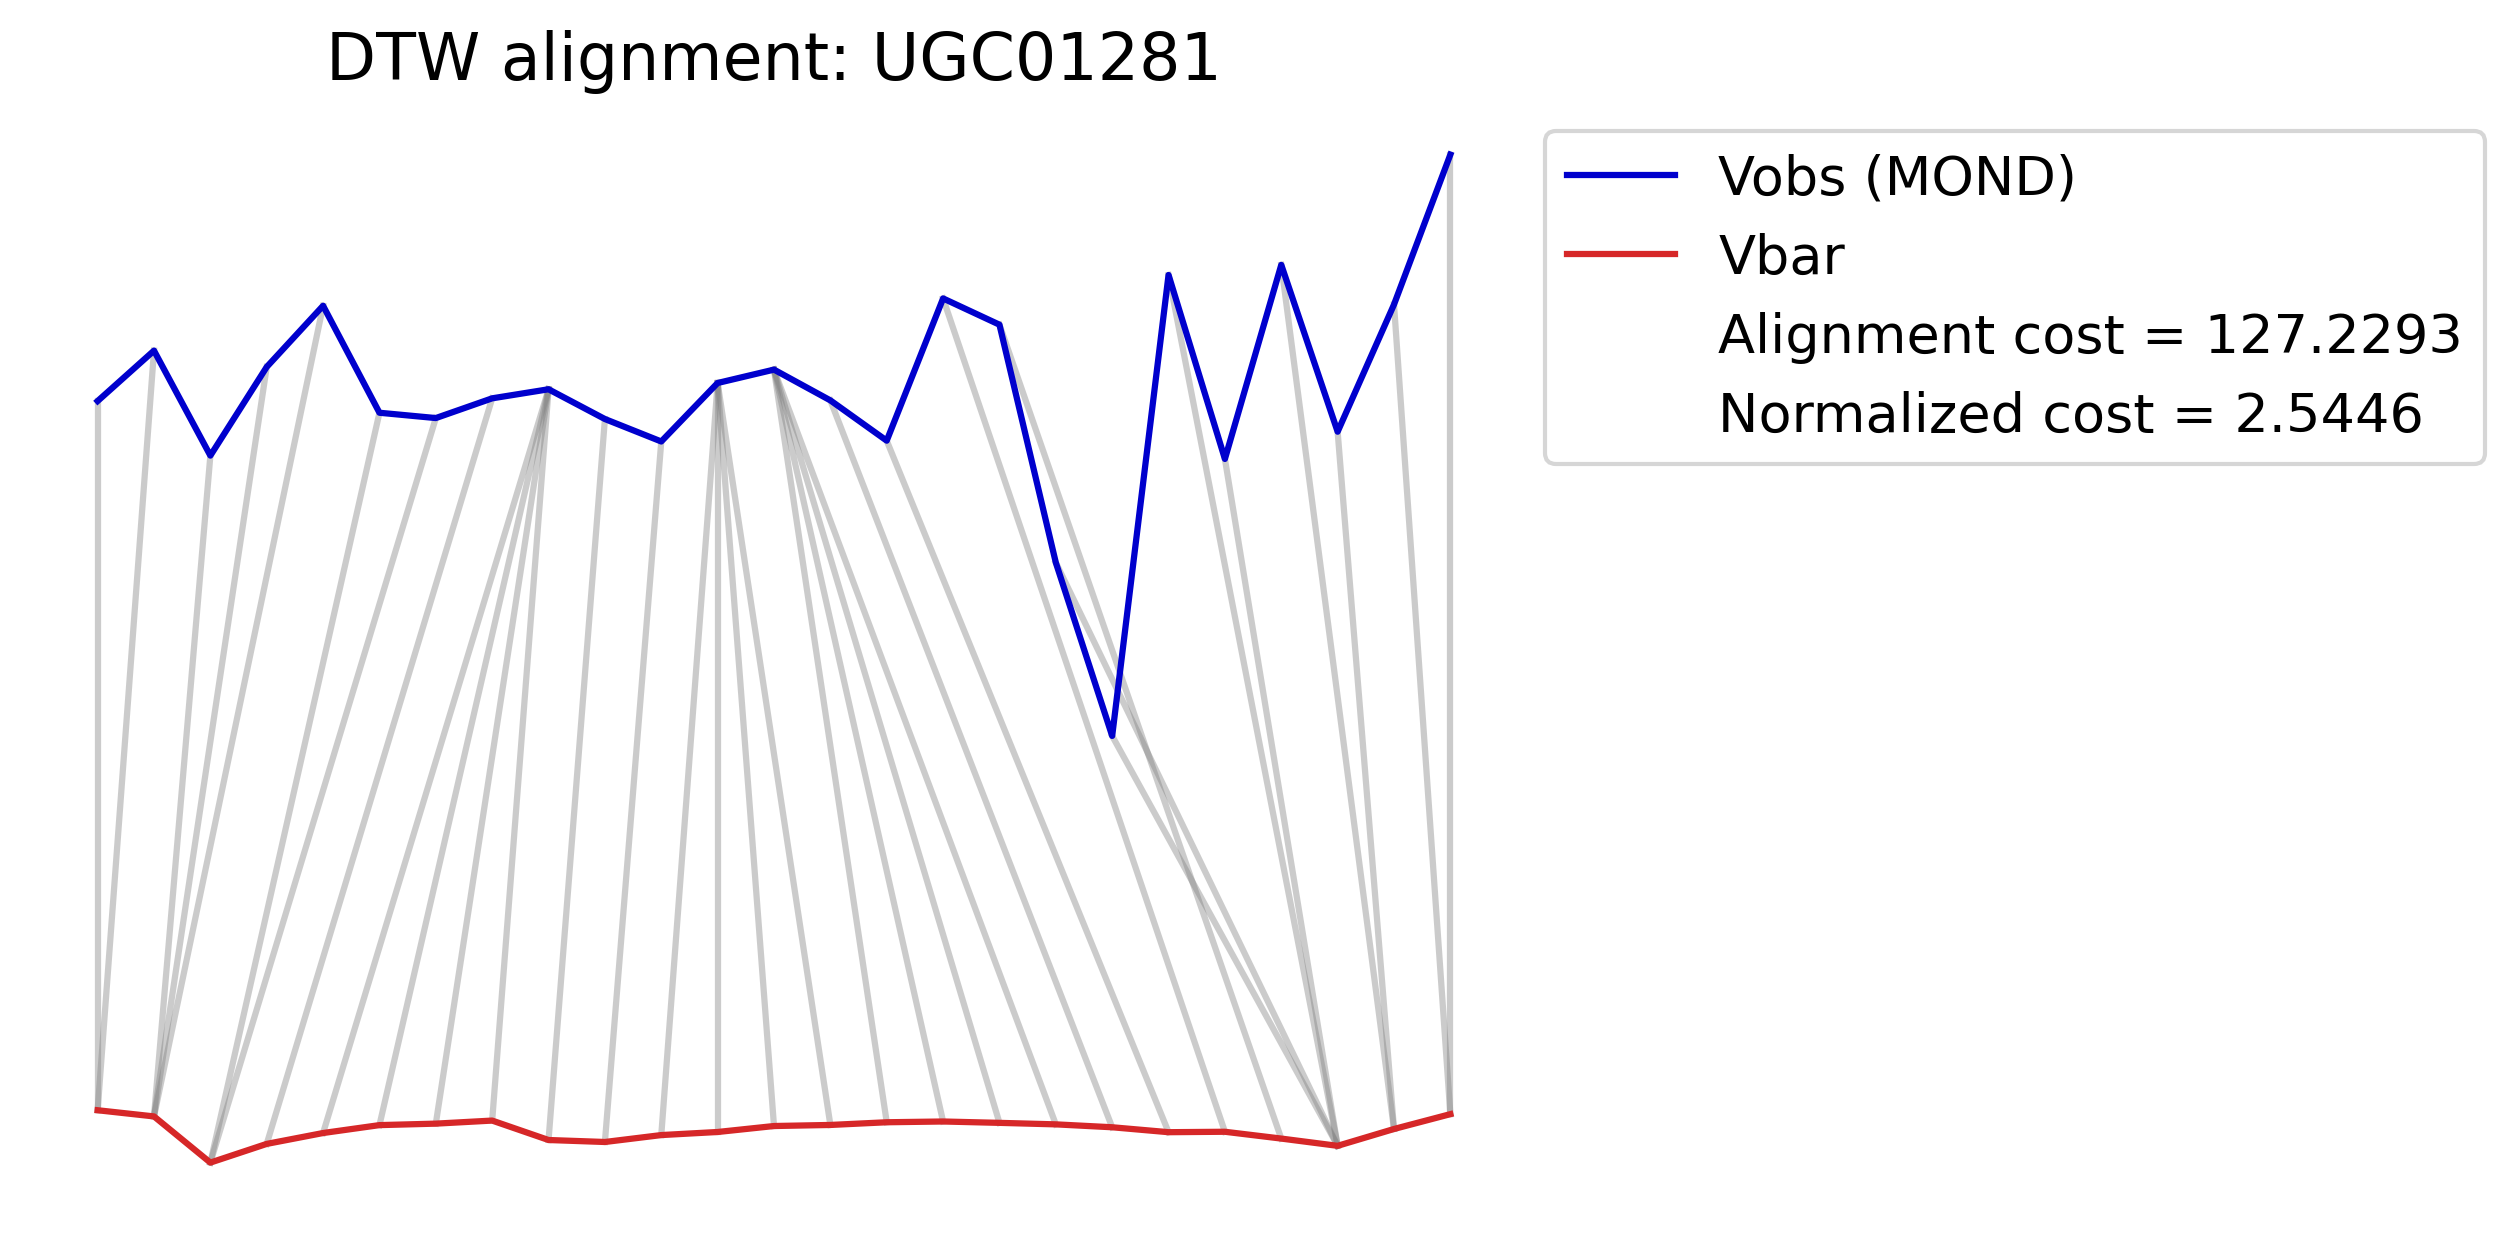 DTW alignment: UGC01281
Vobs (MOND)
Vbar
Alignment cost = 127.2293
Normalized cost = 2.5446